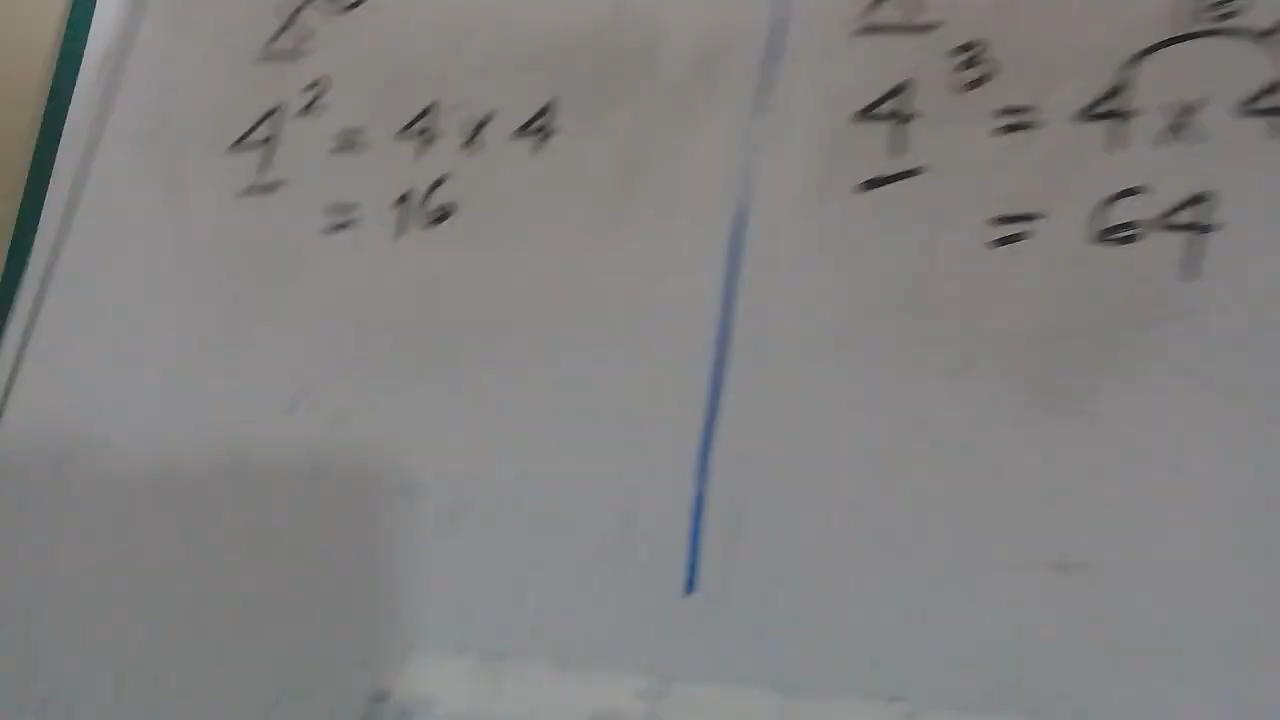 4² = 4 x 4
= 16
4³ = 4 x 4
= 64